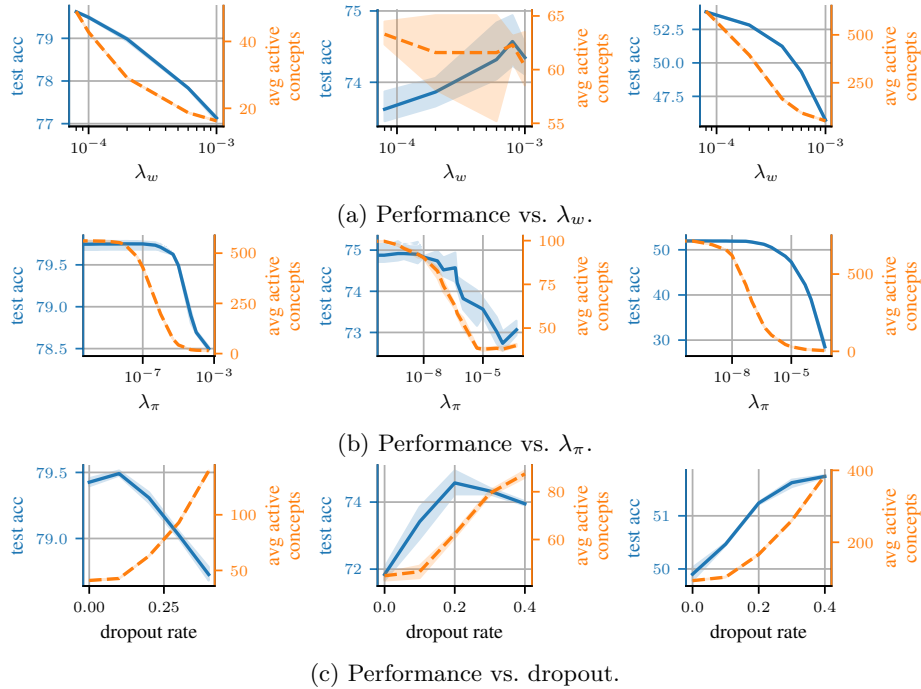 test acc
79
78
77
10⁻⁴
10⁻³
λ_w
40
20
avg active
concepts
test acc
75
74
10⁻⁴
10⁻³
λ_w
65
60
55
avg active
concepts
test acc
52.5
50.0
47.5
10⁻⁴
10⁻³
λ_w
500
250
avg active
concepts
(a) Performance vs. λ_w.
test acc
79.5
79.0
78.5
10⁻⁷
10⁻³
λ_π
500
250
0
avg active
concepts
test acc
75
74
73
10⁻⁸
10⁻⁵
λ_π
100
75
50
avg active
concepts
test acc
50
40
30
10⁻⁸
10⁻⁵
λ_π
500
0
avg active
concepts
(b) Performance vs. λ_π.
test acc
79.5
79.0
0.00
0.25
dropout rate
100
50
avg active
concepts
test acc
74
72
0.0
0.2
0.4
dropout rate
80
60
avg active
concepts
test acc
51
50
0.0
0.2
0.4
dropout rate
400
200
avg active
concepts
(c) Performance vs. dropout.